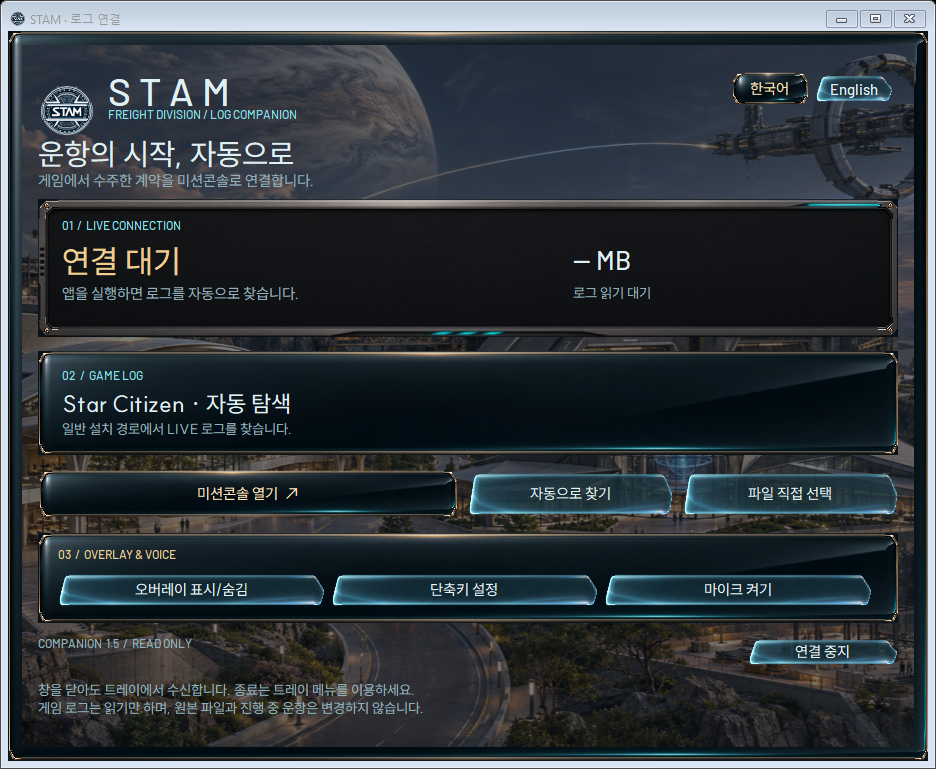 STAM · 로그 연결
STAM
STAM
FREIGHT DIVISION / LOG COMPANION
한국어
English
운항의 시작, 자동으로
게임에서 수주한 계약을 미션콘솔로 연결합니다.
01 / LIVE CONNECTION
연결 대기
앱을 실행하면 로그를 자동으로 찾습니다.
– MB
로그 읽기 대기
02 / GAME LOG
Star Citizen · 자동 탐색
일반 설치 경로에서 LIVE 로그를 찾습니다.
미션콘솔 열기 ↗
자동으로 찾기
파일 직접 선택
03 / OVERLAY & VOICE
오버레이 표시/숨김
단축키 설정
마이크 켜기
COMPANION 1.5 / READ ONLY
연결 중지
창을 닫아도 트레이에서 수신합니다. 종료는 트레이 메뉴를 이용하세요.
게임 로그는 읽기만 하며, 원본 파일과 진행 중 운항은 변경하지 않습니다.